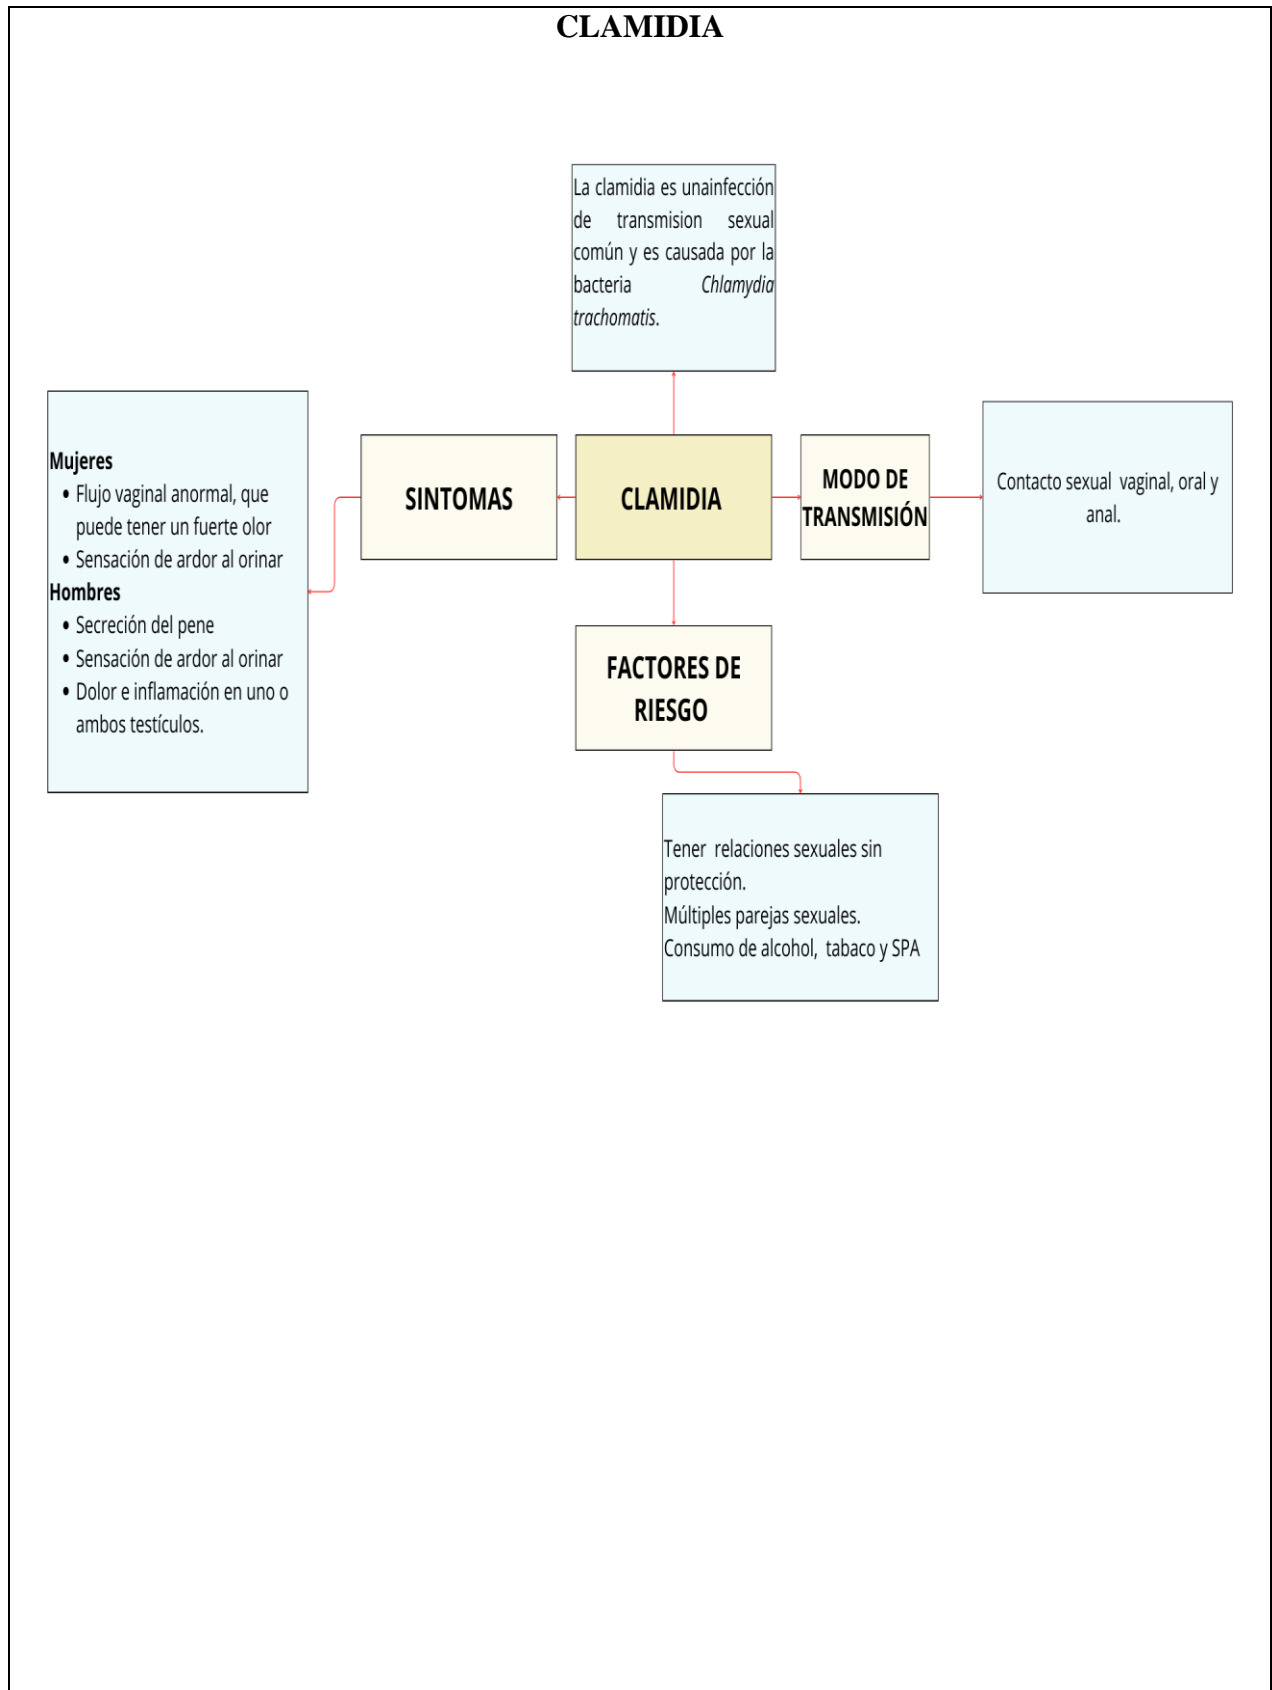 CLAMIDIA
La clamidia es unainfección
de transmision sexual
común y es causada por la
bacteria Chlamydia
trachomatis.
Mujeres
• Flujo vaginal anormal, que
puede tener un fuerte olor
• Sensación de ardor al orinar
Hombres
• Secreción del pene
• Sensación de ardor al orinar
• Dolor e inflamación en uno o
ambos testículos.
SINTOMAS
CLAMIDIA
MODO DE
TRANSMISIÓN
Contacto sexual vaginal, oral y
anal.
FACTORES DE
RIESGO
Tener relaciones sexuales sin
protección.
Múltiples parejas sexuales.
Consumo de alcohol, tabaco y SPA